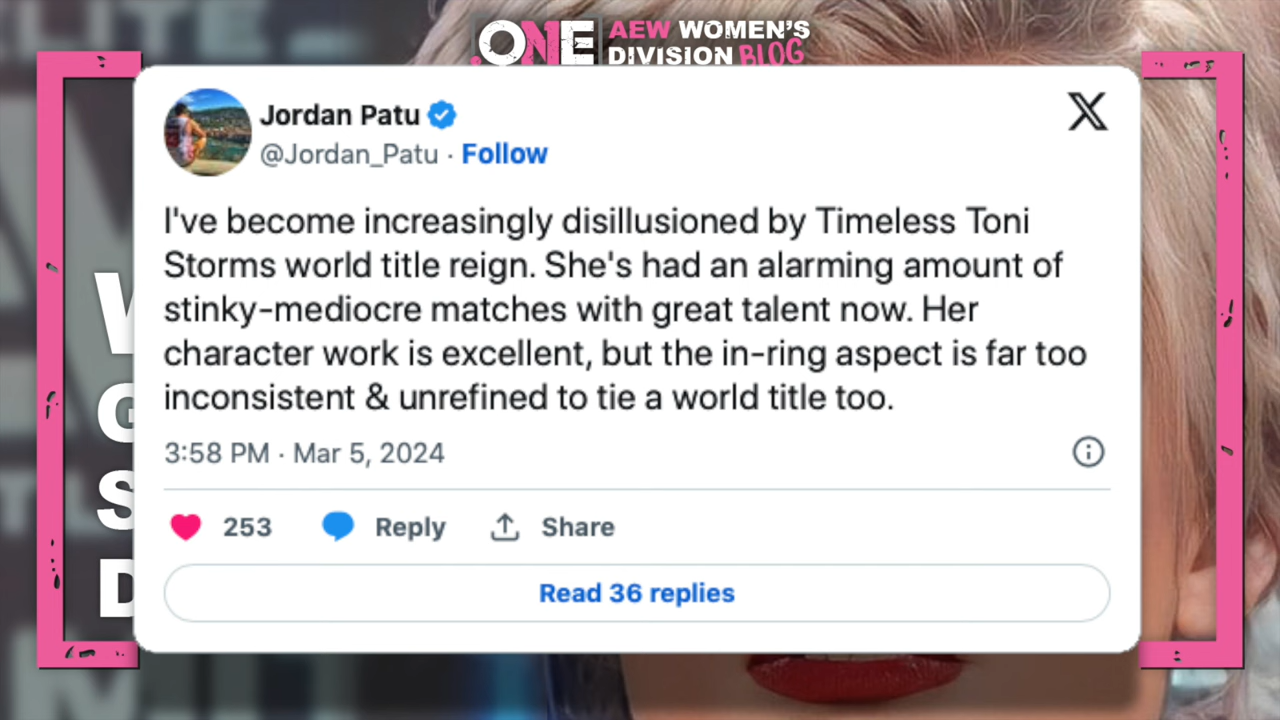 .ONE AEW WOMEN'S
DIVISION BLOG
Jordan Patu
@Jordan_Patu · Follow
I've become increasingly disillusioned by Timeless Toni
Storms world title reign. She's had an alarming amount of
stinky-mediocre matches with great talent now. Her
character work is excellent, but the in-ring aspect is far too
inconsistent & unrefined to tie a world title too.
3:58 PM · Mar 5, 2024
253 Reply Share
Read 36 replies